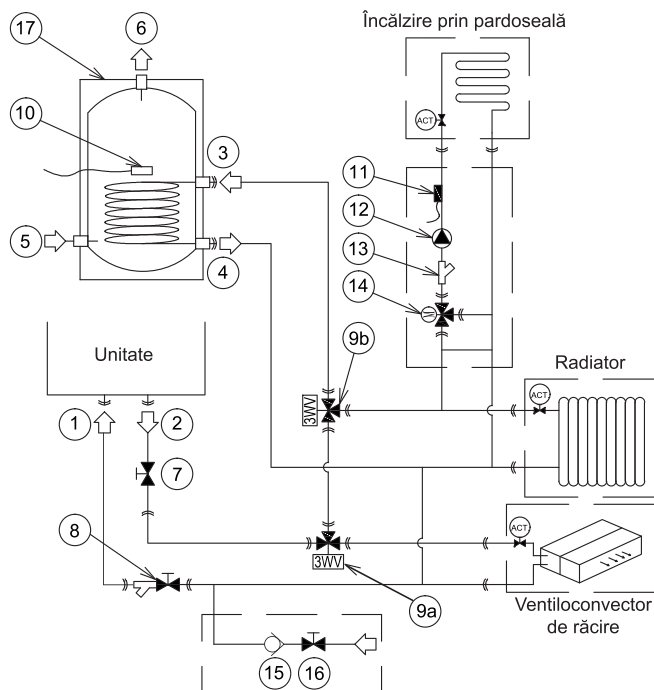 17
6
Încălzire prin pardoseală
10
3
ACT
11
12
5
4
13
14
Unitate
9b
Radiator
3WV
ACT
1
2
7
8
ACT
3WV
9a
Ventiloconvector
de răcire
15
16